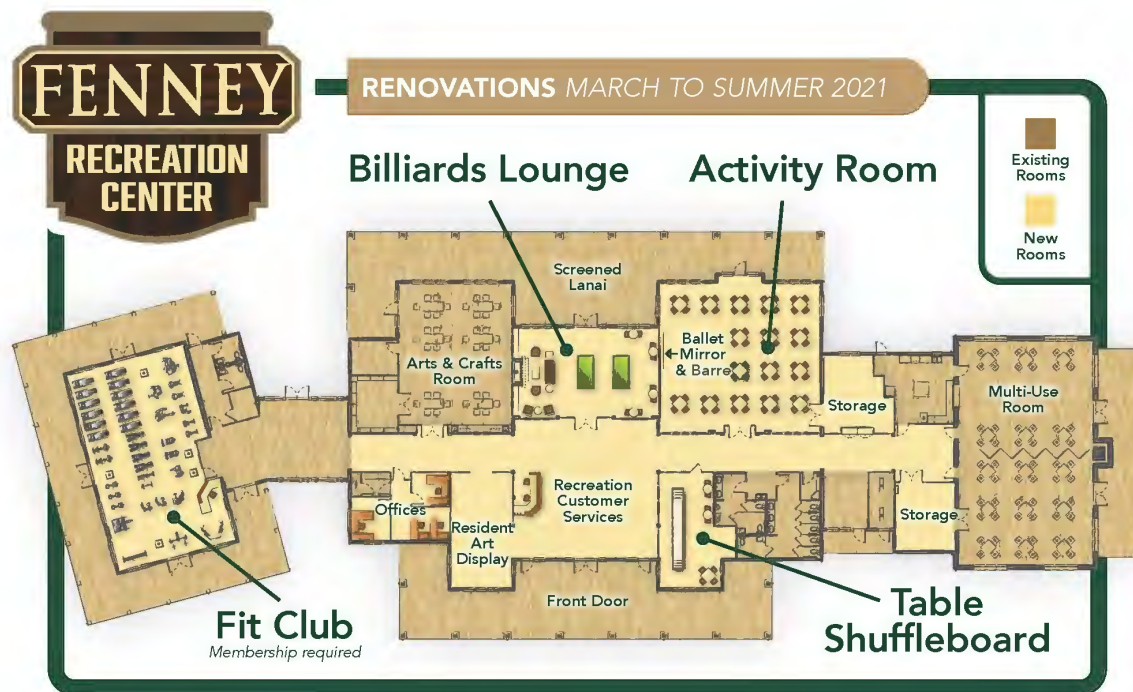 FENNEY
RECREATION
CENTER
RENOVATIONS MARCH TO SUMMER 2021
Existing
Rooms
New
Rooms
Billiards Lounge
Activity Room
Screened
Lanai
Arts & Crafts
Room
Ballet
Mirror
& Barre
Storage
Multi-Use
Room
Offices
Resident
Art
Display
Recreation
Customer
Services
Storage
Front Door
Fit Club
Membership required
Table
Shuffleboard